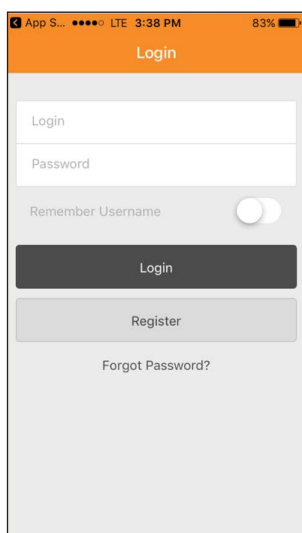 App S... LTE 3:38 PM 83%
Login
Login
Password
Remember Username
Login
Register
Forgot Password?